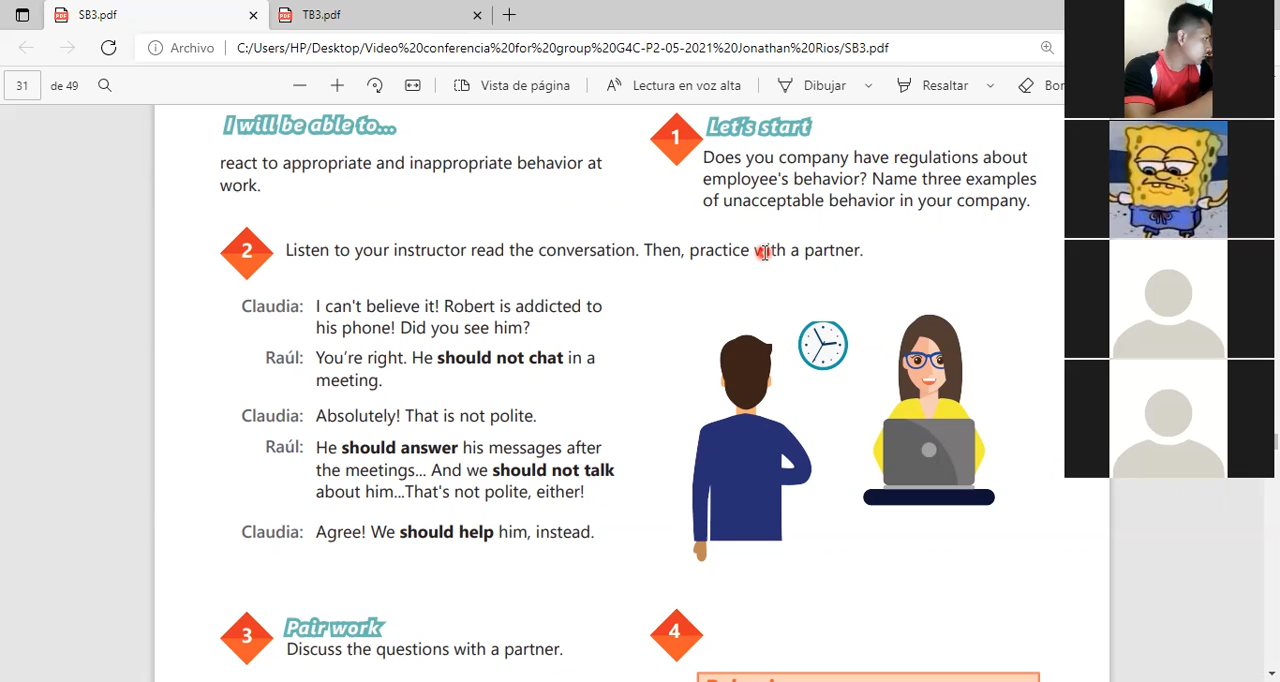 SB3.pdf
TB3.pdf
Archivo
C:/Users/HP/Desktop/Video%20conferencia%20for%20group%20G4C-P2-05-2021%20Jonathan%20Rios/SB3.pdf
31 de 49
Vista de página
Lectura en voz alta
Dibujar
Resaltar
Bor
I will be able to...
react to appropriate and inappropriate behavior at
work.
1 Let's start
Does you company have regulations about
employee's behavior? Name three examples
of unacceptable behavior in your company.
2 Listen to your instructor read the conversation. Then, practice with a partner.
Claudia: I can't believe it! Robert is addicted to
his phone! Did you see him?
Raúl: You're right. He should not chat in a
meeting.
Claudia: Absolutely! That is not polite.
Raúl: He should answer his messages after
the meetings... And we should not talk
about him...That's not polite, either!
Claudia: Agree! We should help him, instead.
3 Pair work
Discuss the questions with a partner.
4